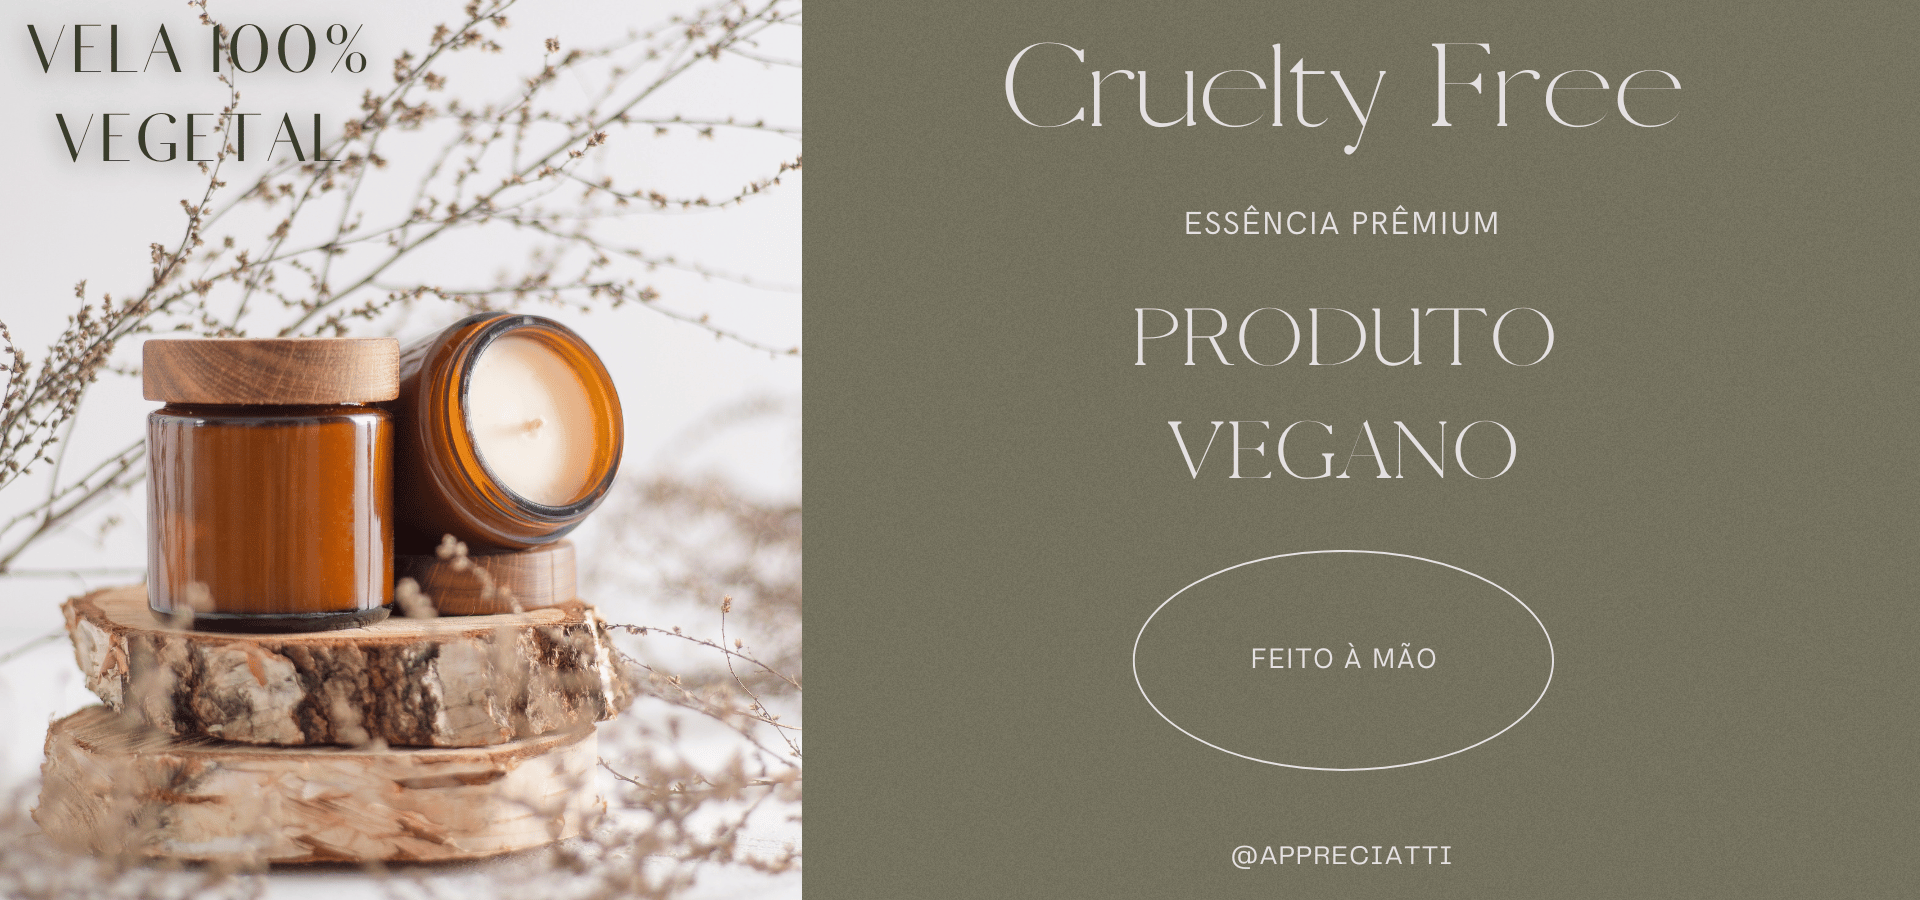 VELA 100%
VEGETAL
Cruelty Free
ESSÊNCIA PRÊMIUM
PRODUTO
VEGANO
FEITO À MÃO
@APPRECIATTI